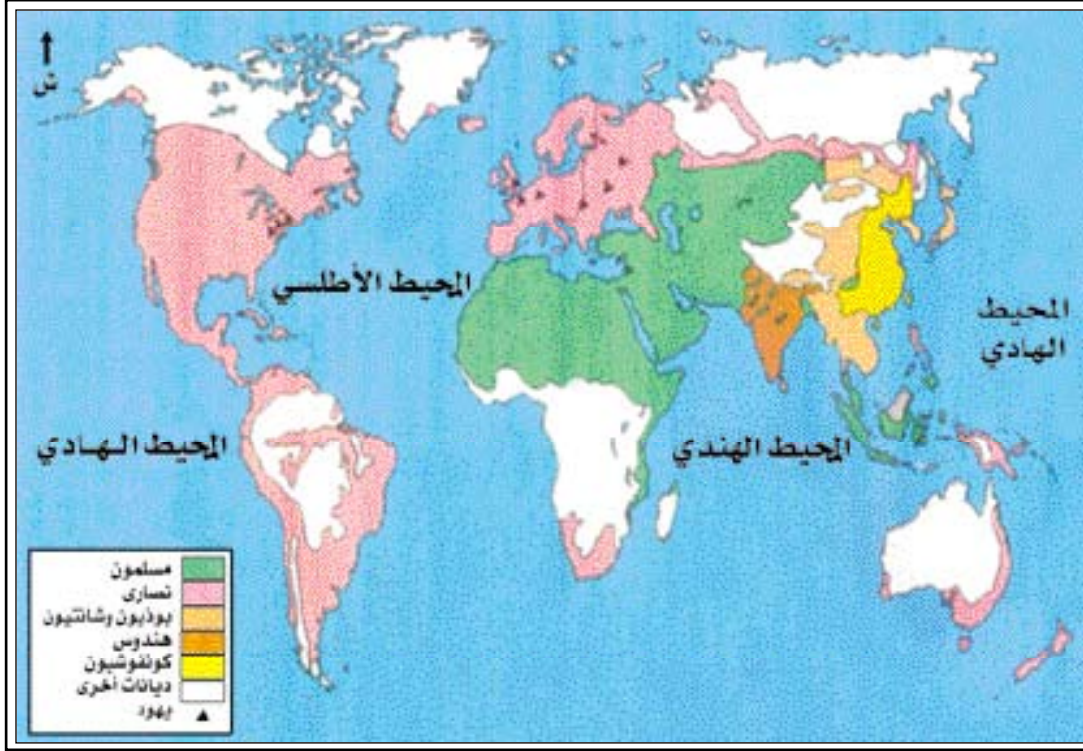 ش
المحيط الأطلسي
المحيط
الهادي
المحيط الهادي
المحيط الهندي
مسلمون
نصارى
بوذيون وشانتيون
هندوس
كونفوشيون
ديانات أخرى
يهود